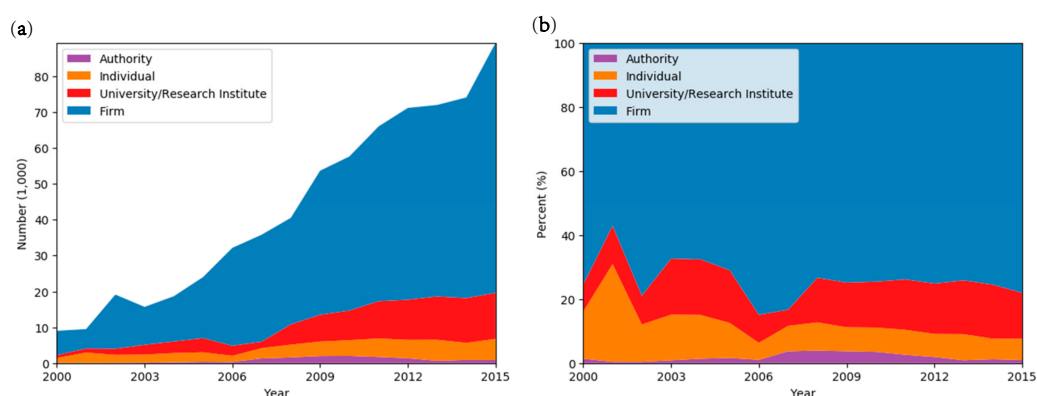 (a)
Authority
Individual
University/Research Institute
Firm
Number (1,000)
80
70
60
50
40
30
20
10
0
2000 2003 2006 2009 2012 2015
Year
(b)
Authority
Individual
University/Research Institute
Firm
Percent (%)
100
80
60
40
20
0
2000 2003 2006 2009 2012 2015
Year